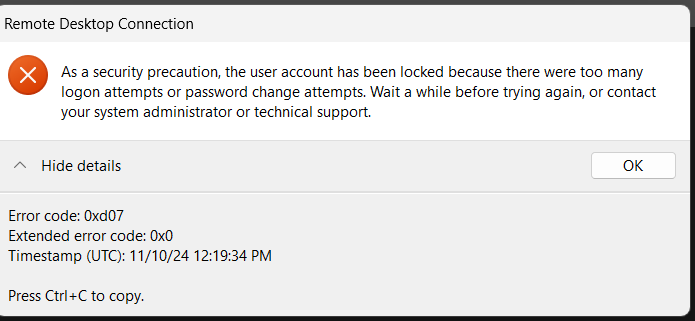 Remote Desktop Connection
As a security precaution, the user account has been locked because there were too many
logon attempts or password change attempts. Wait a while before trying again, or contact
your system administrator or technical support.
Hide details
OK
Error code: 0xd07
Extended error code: 0x0
Timestamp (UTC): 11/10/24 12:19:34 PM
Press Ctrl+C to copy.